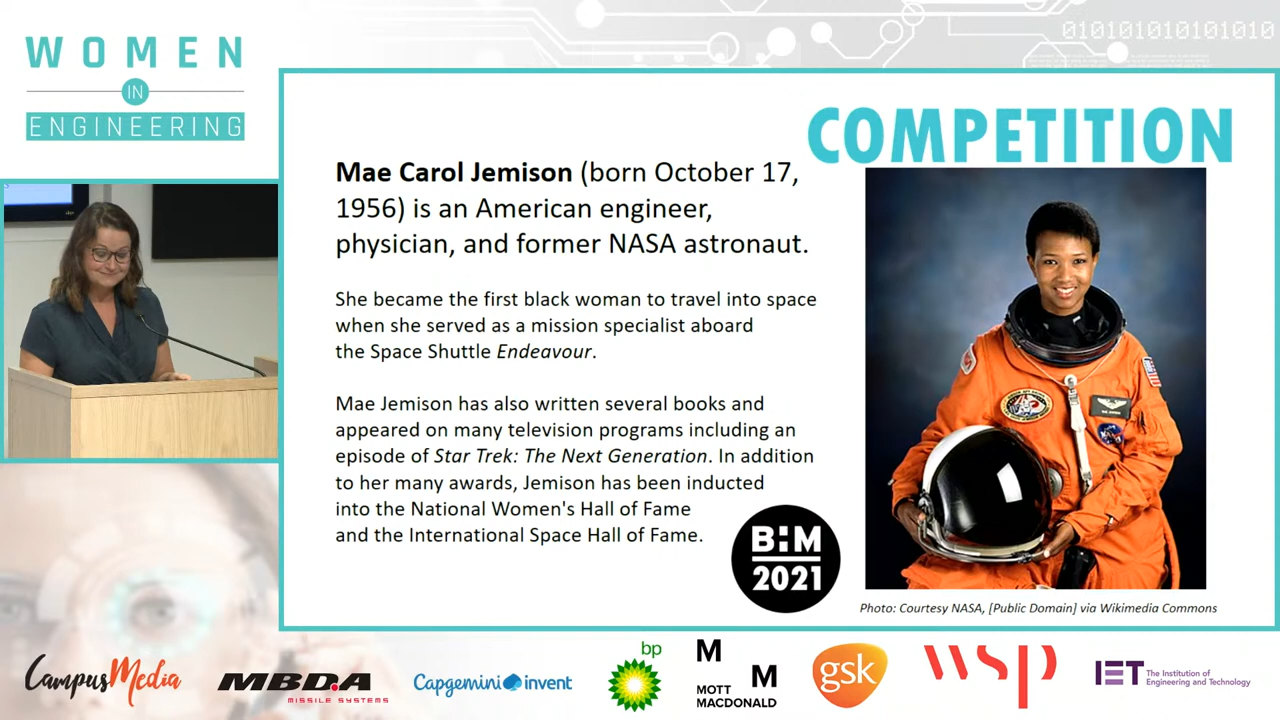 WOMEN
IN
ENGINEERING
01010101010101010
COMPETITION
Mae Carol Jemison (born October 17,
1956) is an American engineer,
physician, and former NASA astronaut.
She became the first black woman to travel into space
when she served as a mission specialist aboard
the Space Shuttle Endeavour.
Mae Jemison has also written several books and
appeared on many television programs including an
episode of Star Trek: The Next Generation. In addition
to her many awards, Jemison has been inducted
into the National Women's Hall of Fame
and the International Space Hall of Fame.
BHM
2021
Photo: Courtesy NASA, [Public Domain] via Wikimedia Commons
CampusMedia
MBDA
MISSILE SYSTEMS
Capgemini invent
bp
M
M
MOTT
MACDONALD
gsk
wsp
IET
The Institution of
Engineering and Technology